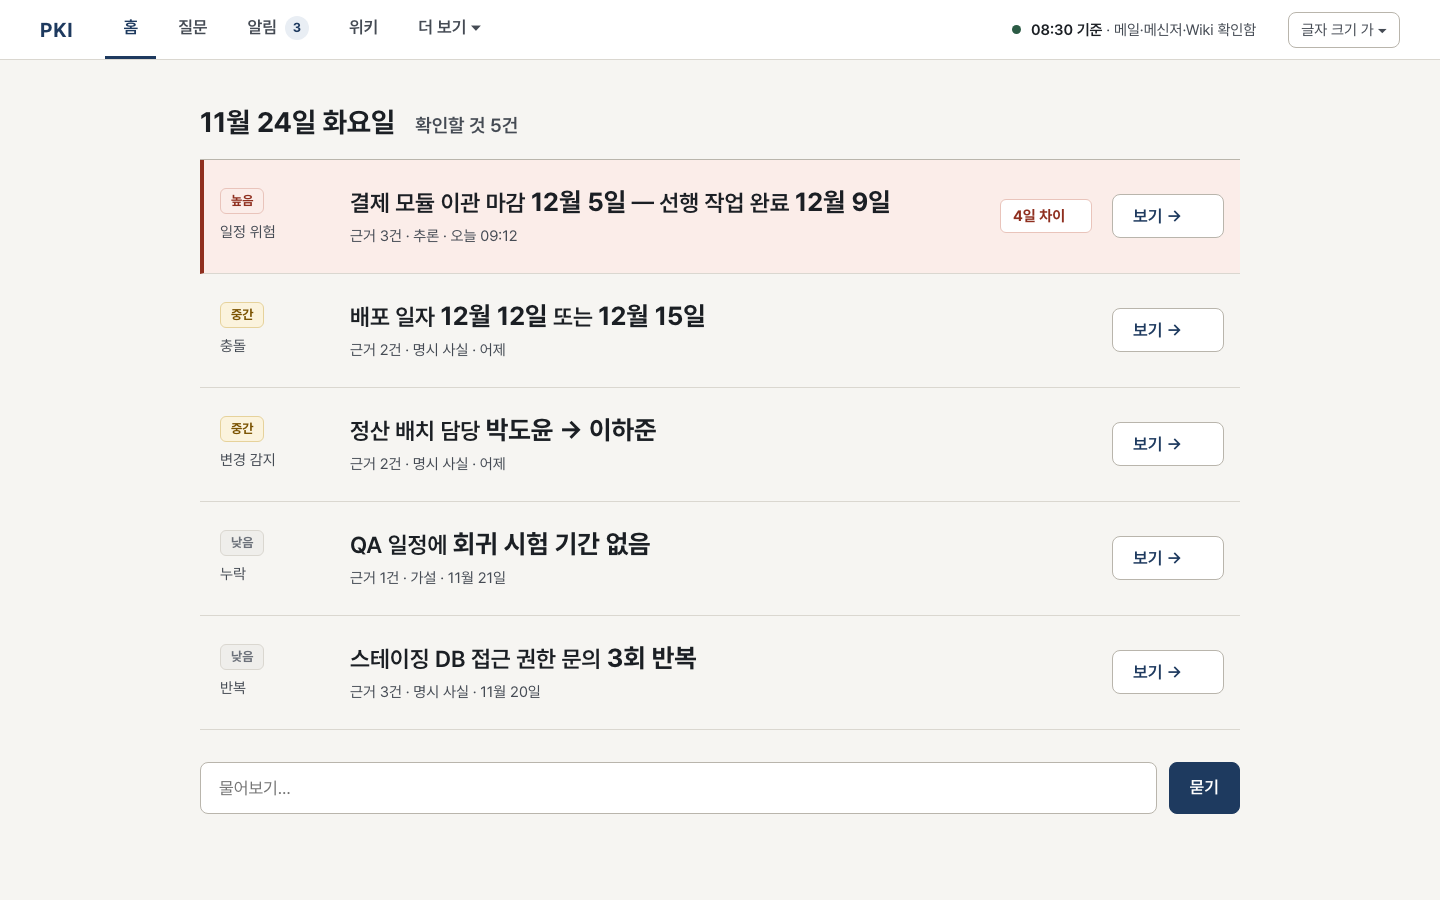 PKI 홈 질문 알림 3 위키 더 보기 08:30 기준 · 메일·메신저·Wiki 확인함 글자 크기 가
11월 24일 화요일 확인할 것 5건
높음
일정 위험
결제 모듈 이관 마감 12월 5일 — 선행 작업 완료 12월 9일
근거 3건 · 추론 · 오늘 09:12
4일 차이
보기 →
중간
충돌
배포 일자 12월 12일 또는 12월 15일
근거 2건 · 명시 사실 · 어제
보기 →
중간
변경 감지
정산 배치 담당 박도윤 → 이하준
근거 2건 · 명시 사실 · 어제
보기 →
낮음
누락
QA 일정에 회귀 시험 기간 없음
근거 1건 · 가설 · 11월 21일
보기 →
낮음
반복
스테이징 DB 접근 권한 문의 3회 반복
근거 3건 · 명시 사실 · 11월 20일
보기 →
물어보기...
묻기